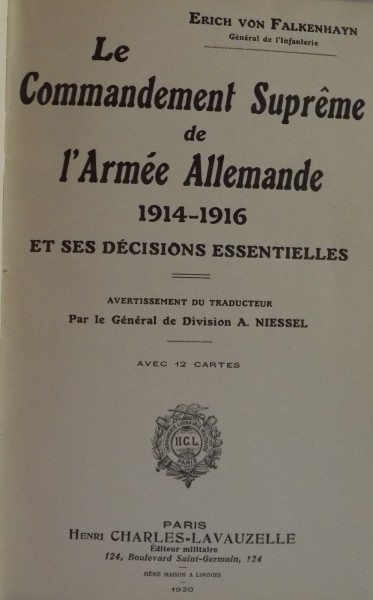 Erich von Falkenhayn
Général de l'Infanterie
Le
Commandement Suprême
de
l'Armée Allemande
1914-1916
ET SES DÉCISIONS ESSENTIELLES
AVERTISSEMENT DU TRADUCTEUR
Par le Général de Division A. NIESSEL
AVEC 12 CARTES
H.C.L.
PARIS
PARIS
Henri CHARLES-LAVAUZELLE
Éditeur militaire
124, Boulevard Saint-Germain, 124
MÊME MAISON A LIMOGES
1920